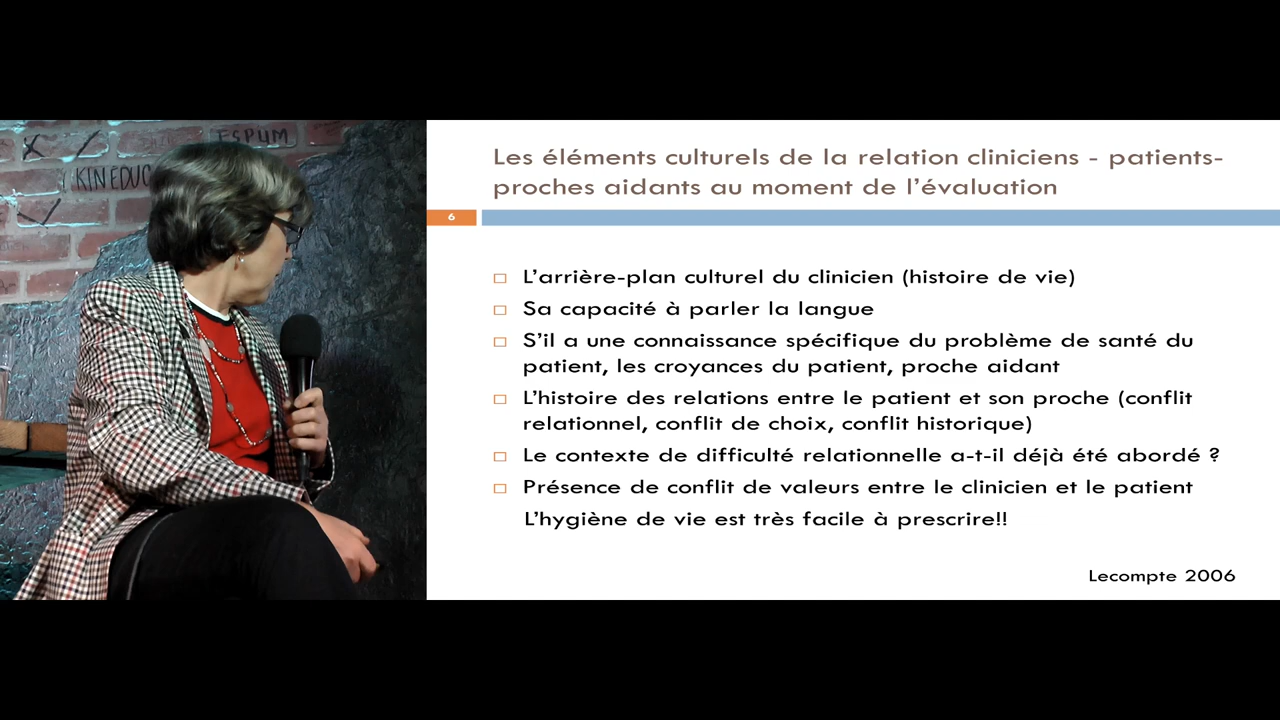 ESPUM
KINEDUC
Les éléments culturels de la relation cliniciens - patients-
proches aidants au moment de l'évaluation
6
L'arrière-plan culturel du clinicien (histoire de vie)
Sa capacité à parler la langue
S'il a une connaissance spécifique du problème de santé du
patient, les croyances du patient, proche aidant
L'histoire des relations entre le patient et son proche (conflit
relationnel, conflit de choix, conflit historique)
Le contexte de difficulté relationnelle a-t-il déjà été abordé ?
Présence de conflit de valeurs entre le clinicien et le patient
L'hygiène de vie est très facile à prescrire!!
Lecompte 2006